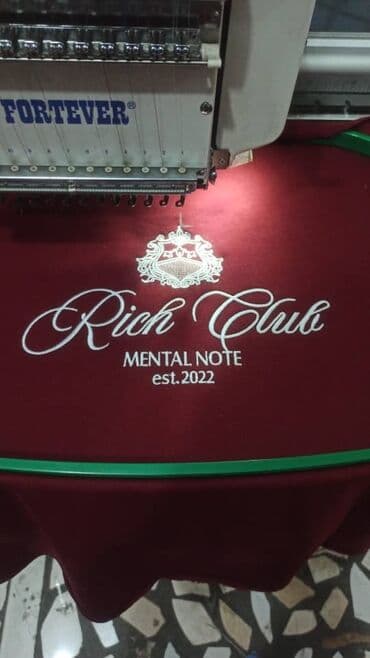 FORTEVER®
Rich Club
MENTAL NOTE
est.2022